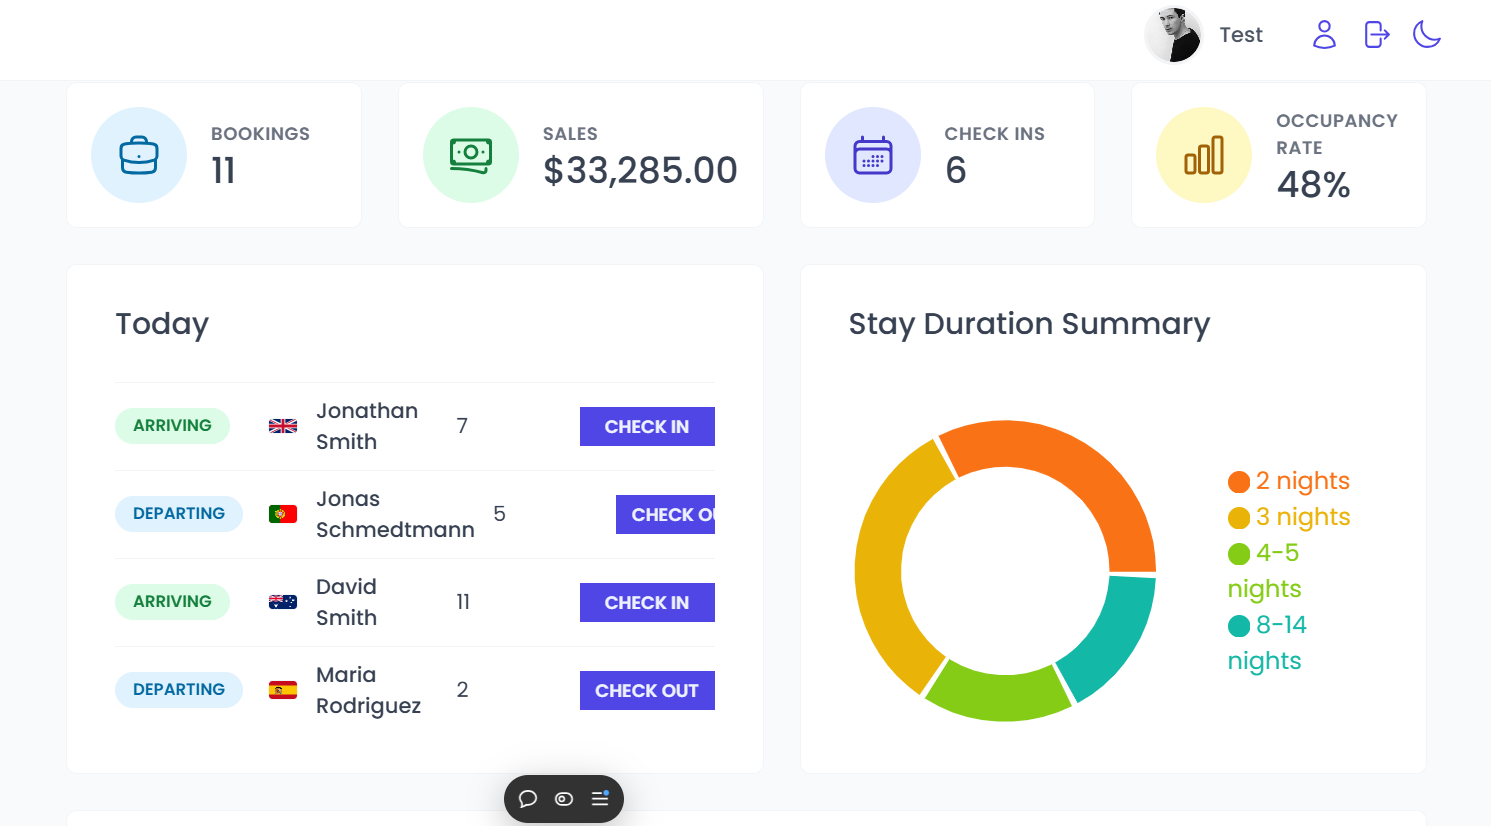 Test
BOOKINGS
11
SALES
$33,285.00
CHECK INS
6
OCCUPANCY
RATE
48%
Today
ARRIVING
Jonathan
Smith
7
CHECK IN
DEPARTING
Jonas
Schmedtmann
5
CHECK OU
ARRIVING
David
Smith
11
CHECK IN
DEPARTING
Maria
Rodriguez
2
CHECK OUT
Stay Duration Summary
2 nights
3 nights
4-5
nights
8-14
nights